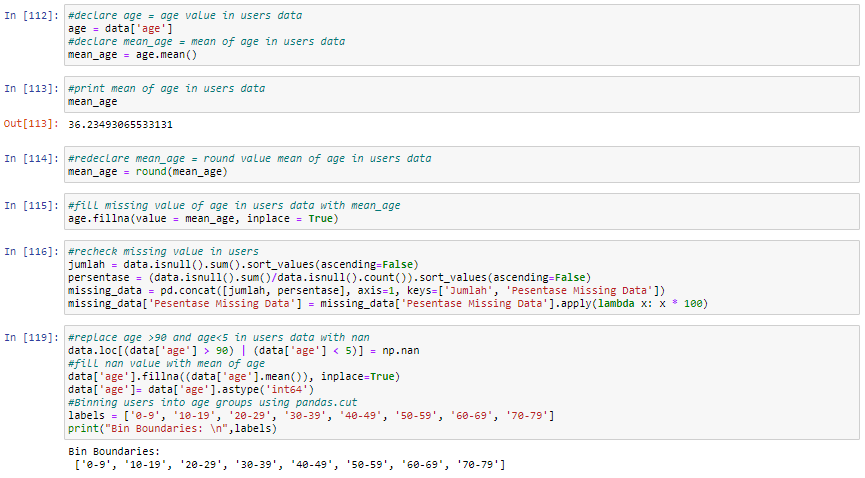 In [112]: #declare age = age value in users data
age = data['age']
#declare mean_age = mean of age in users data
mean_age = age.mean()
In [113]: #print mean of age in users data
mean_age
Out[113]: 36.23493065533131
In [114]: #redeclare mean_age = round value mean of age in users data
mean_age = round(mean_age)
In [115]: #fill missing value of age in users data with mean_age
age.fillna(value = mean_age, inplace = True)
In [116]: #recheck missing value in users
jumlah = data.isnull().sum().sort_values(ascending=False)
persentase = (data.isnull().sum()/data.isnull().count()).sort_values(ascending=False)
missing_data = pd.concat([jumlah, persentase], axis=1, keys=['Jumlah', 'Pesentase Missing Data'])
missing_data['Pesentase Missing Data'] = missing_data['Pesentase Missing Data'].apply(lambda x: x * 100)
In [119]: #replace age >90 and age<5 in users data with nan
data.loc[(data['age'] > 90) | (data['age'] < 5)] = np.nan
#fill nan value with mean of age
data['age'].fillna((data['age'].mean()), inplace=True)
data['age']= data['age'].astype('int64')
#Binning users into age groups using pandas.cut
labels = ['0-9', '10-19', '20-29', '30-39', '40-49', '50-59', '60-69', '70-79']
print("Bin Boundaries: \n",labels)
Bin Boundaries:
['0-9', '10-19', '20-29', '30-39', '40-49', '50-59', '60-69', '70-79']